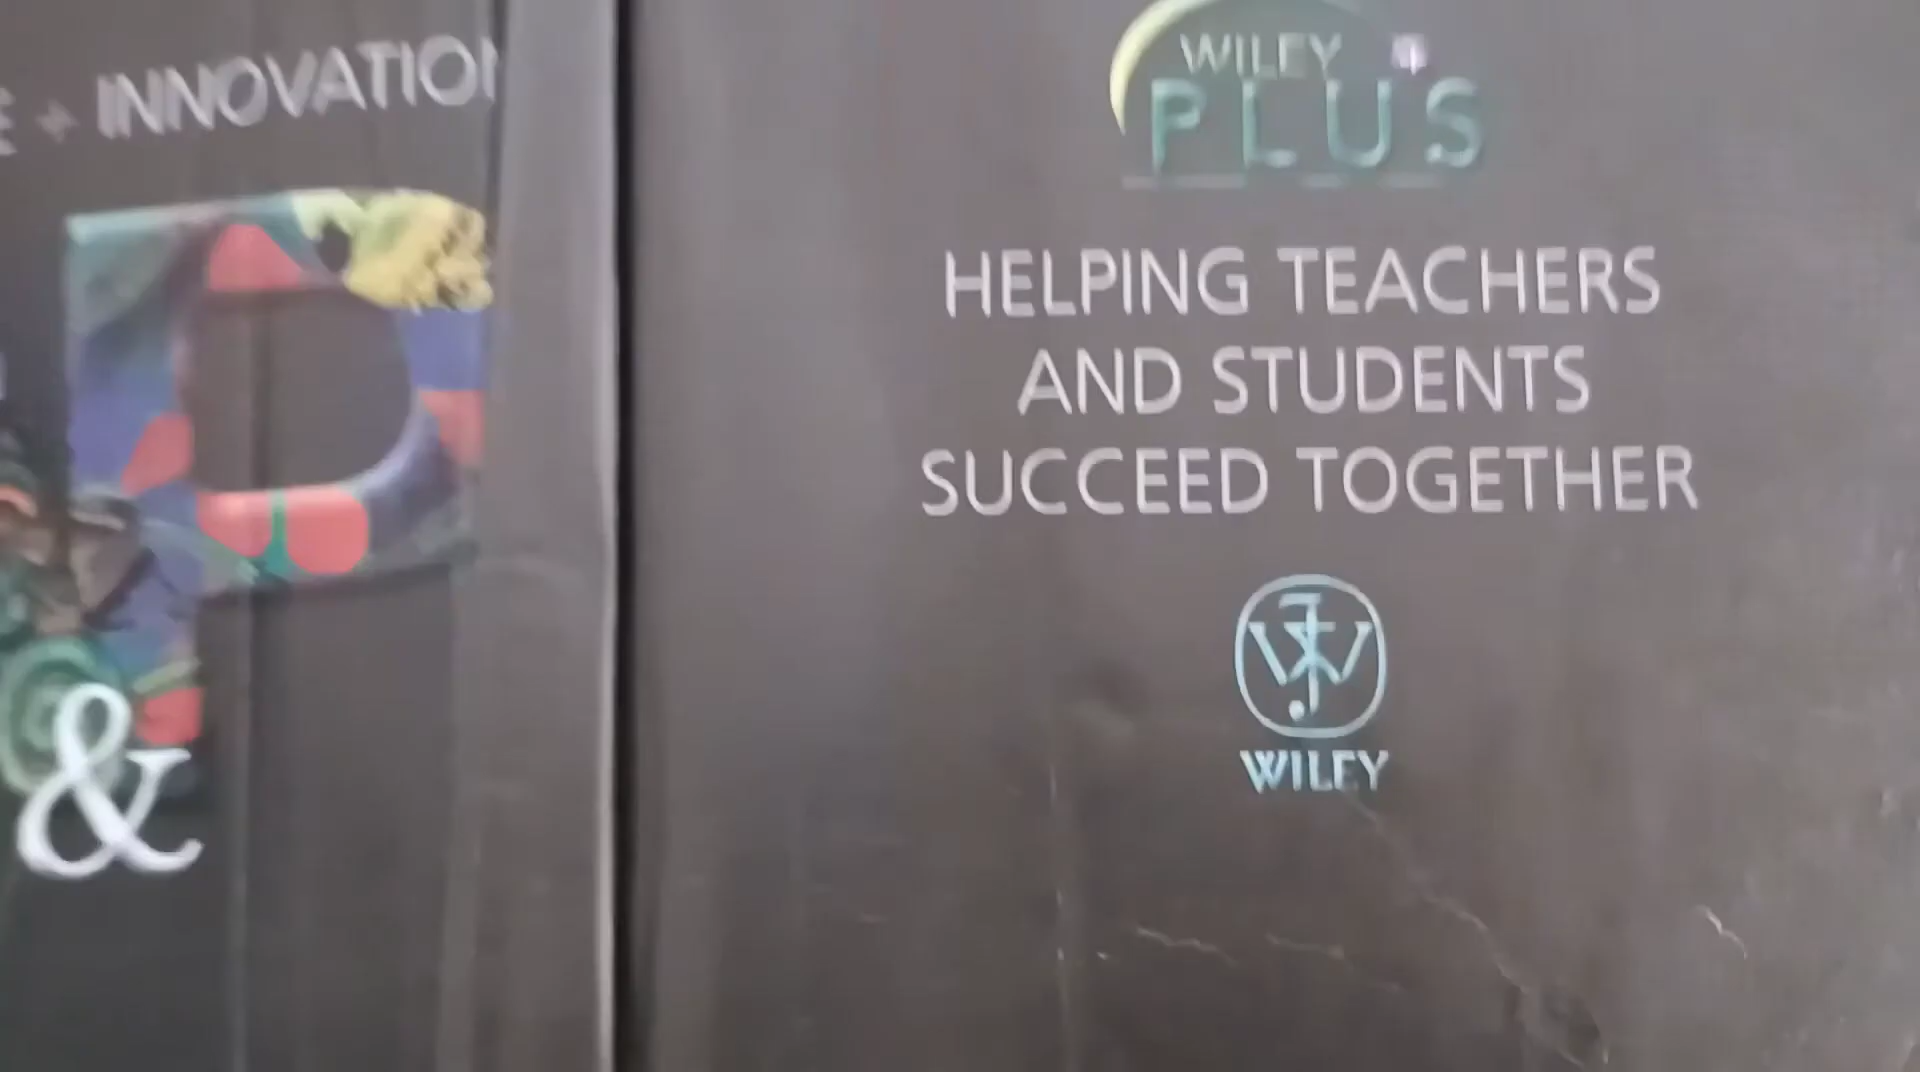 + INNOVATION
P
&
WILEY
PLUS
HELPING TEACHERS
AND STUDENTS
SUCCEED TOGETHER
WILEY